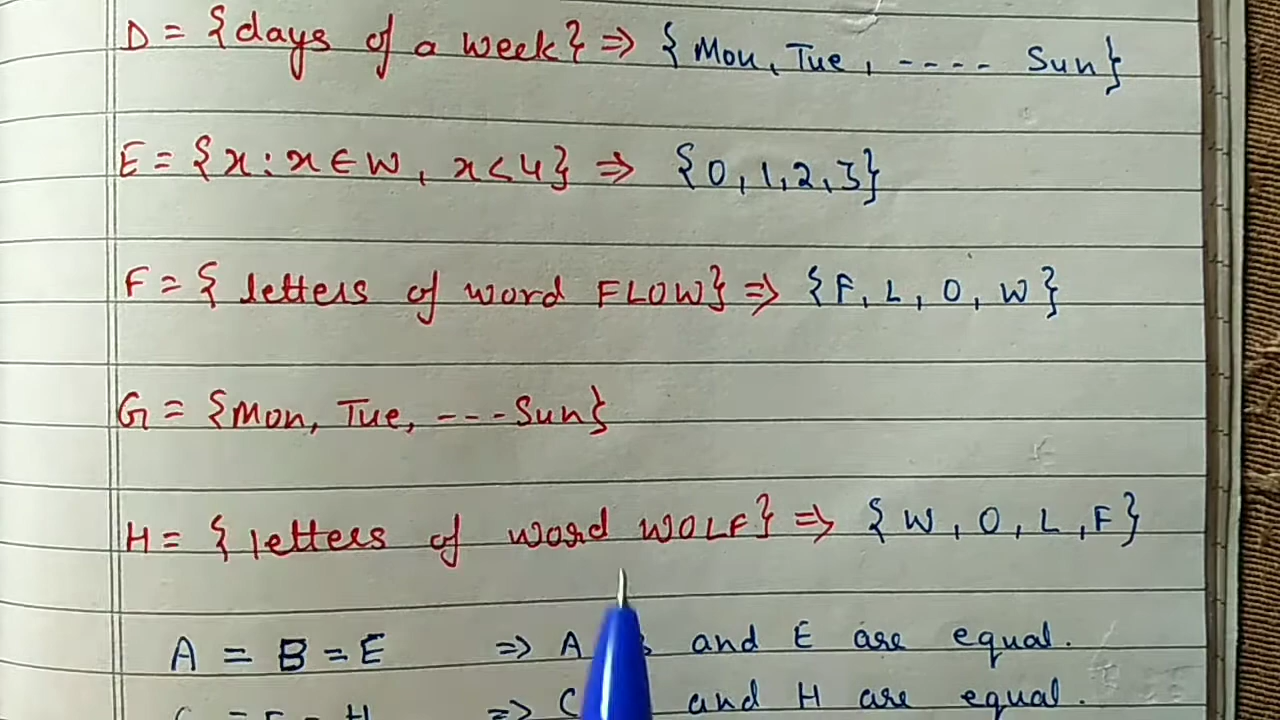 D = {days of a week} ⇒ {Mon, Tue, ---- Sun}
E = {x : x ∈ W, x < 4} ⇒ {0, 1, 2, 3}
F = { letters of word FLOW} ⇒ {F, L, O, W}
G = {Mon, Tue, --- Sun}
H = { letters of word WOLF} ⇒ {W, O, L, F}
A = B = E ⇒ A and E are equal.
⇒ C and H are equal.